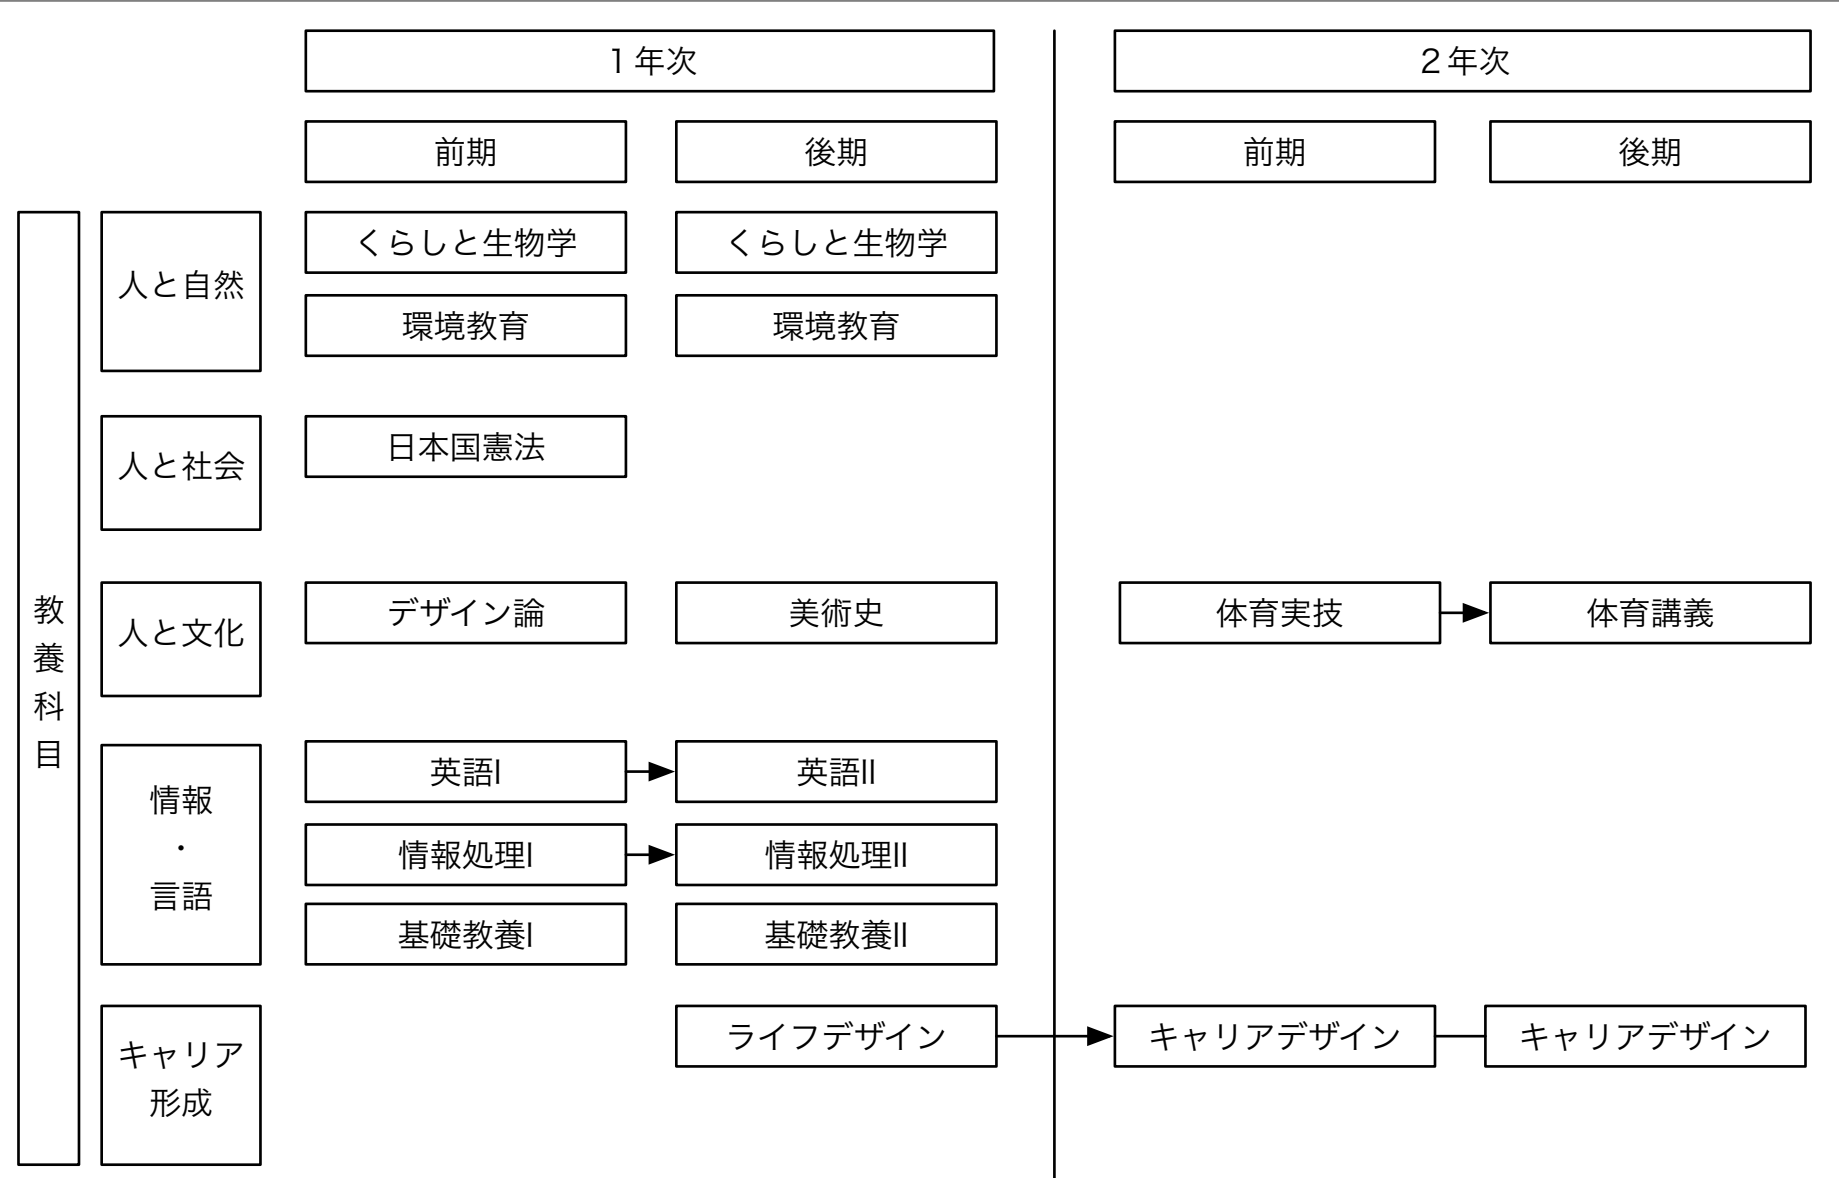 1年次
2年次
前期
後期
前期
後期
教養科目
人と自然
くらしと生物学
くらしと生物学
環境教育
環境教育
人と社会
日本国憲法
人と文化
デザイン論
美術史
体育実技
体育講義
情報
・
言語
英語I
英語II
情報処理I
情報処理II
基礎教養I
基礎教養II
キャリア
形成
ライフデザイン
キャリアデザイン
キャリアデザイン